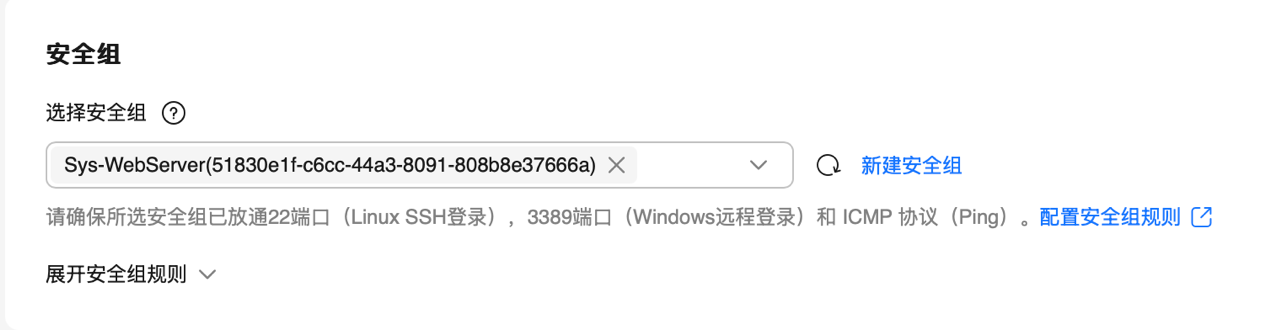 安全组
选择安全组 ?
Sys-WebServer(51830e1f-c6cc-44a3-8091-808b8e37666a) 新建安全组
请确保所选安全组已放通22端口（Linux SSH登录），3389端口（Windows远程登录）和 ICMP 协议（Ping）。配置安全组规则
展开安全组规则